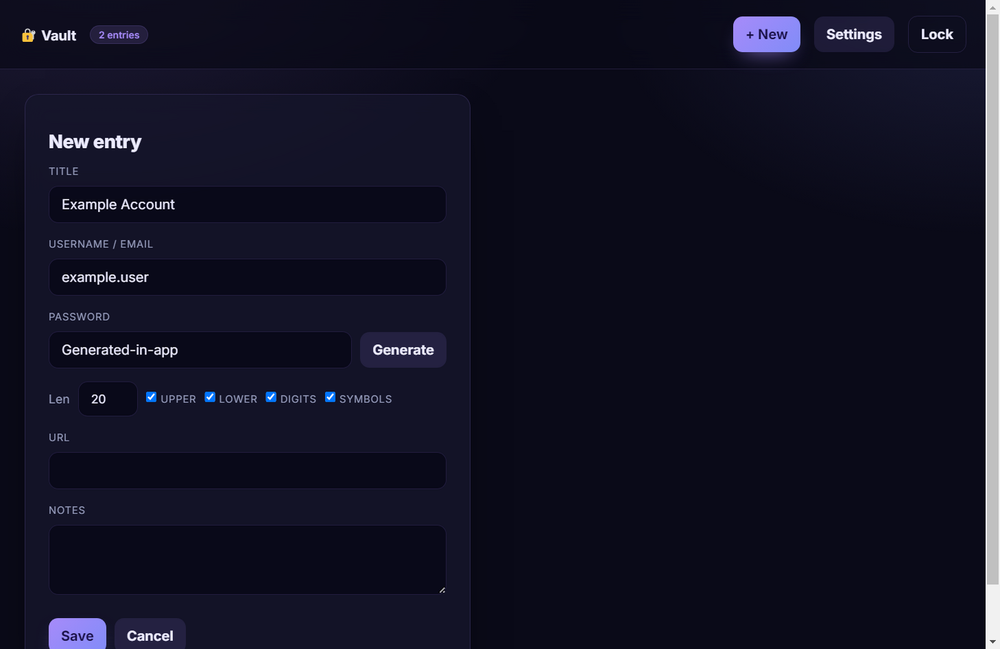 Vault 2 entries + New Settings Lock
New entry
TITLE
Example Account
USERNAME / EMAIL
example.user
PASSWORD
Generated-in-app Generate
Len 20 UPPER LOWER DIGITS SYMBOLS
URL
NOTES
Save Cancel